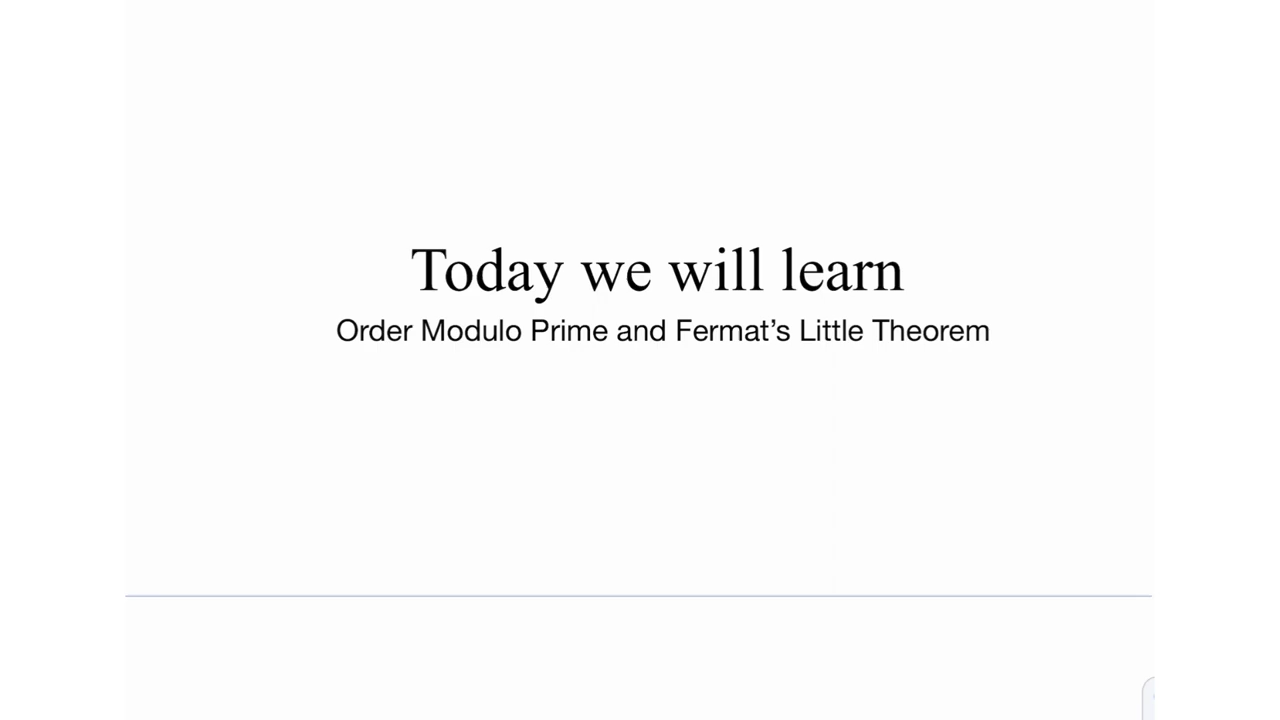 Today we will learn
Order Modulo Prime and Fermat’s Little Theorem